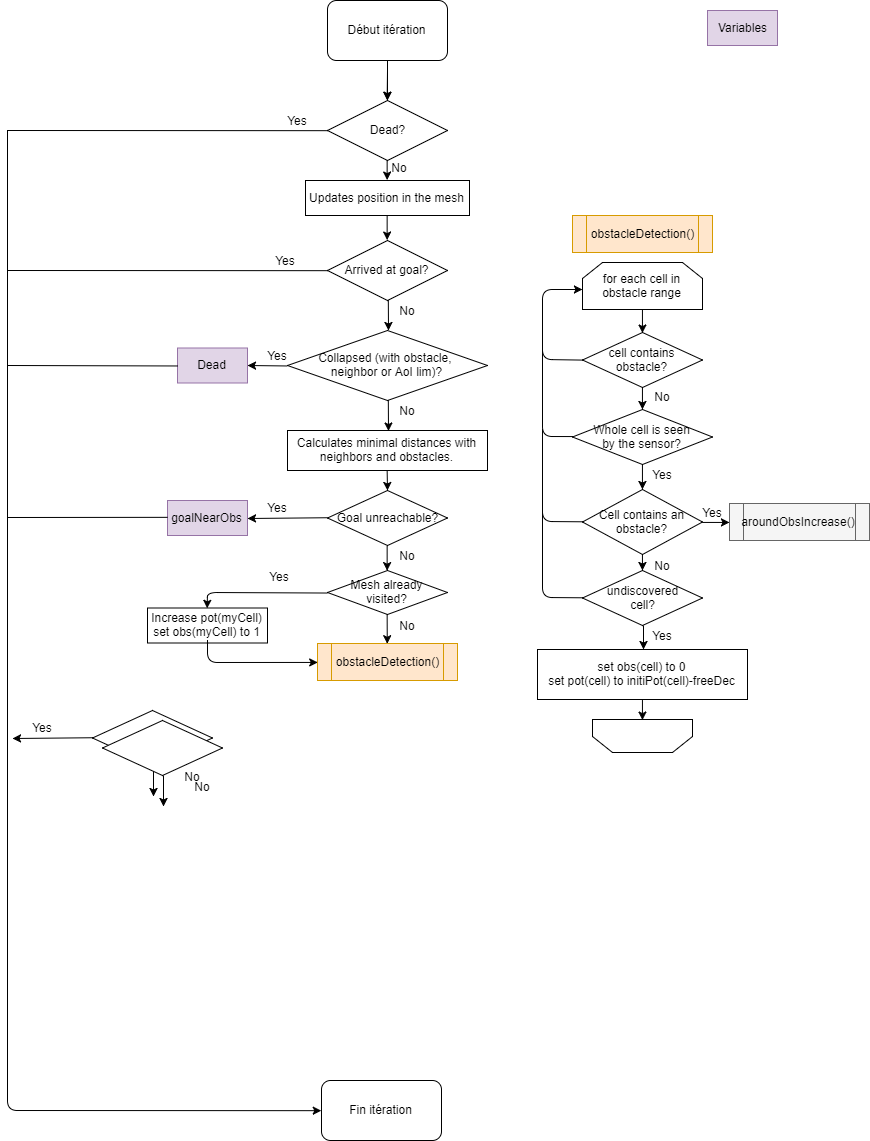 Début itération
Variables
Yes
Dead?
No
Updates position in the mesh
Yes
Arrived at goal?
No
Dead
Yes
Collapsed (with obstacle,
neighbor or AoI lim)?
No
Calculates minimal distances with
neighbors and obstacles.
goalNearObs
Yes
Goal unreachable?
No
Yes
Mesh already
visited?
No
Increase pot(myCell)
set obs(myCell) to 1
obstacleDetection()
Yes
No
No
Fin itération
obstacleDetection()
for each cell in
obstacle range
cell contains
obstacle?
No
Whole cell is seen
by the sensor?
Yes
Cell contains an
obstacle?
Yes
aroundObsIncrease()
No
undiscovered
cell?
Yes
set obs(cell) to 0
set pot(cell) to initiPot(cell)-freeDec